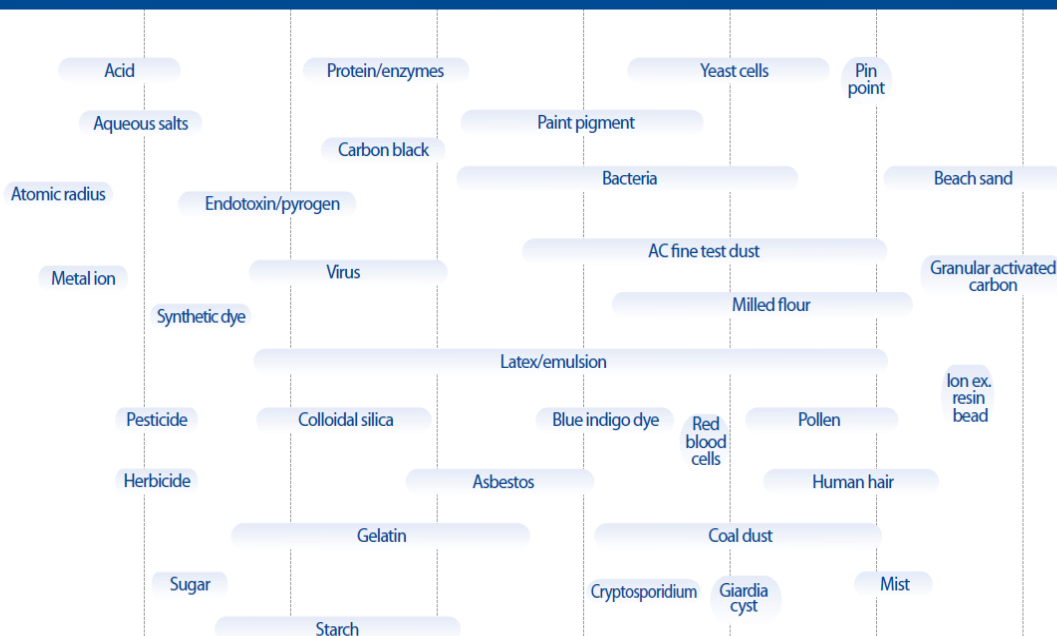 Acid
Protein/enzymes
Yeast cells
Pin
point
Aqueous salts
Paint pigment
Carbon black
Bacteria
Beach sand
Atomic radius
Endotoxin/pyrogen
AC fine test dust
Metal ion
Virus
Granular activated
carbon
Synthetic dye
Milled flour
Latex/emulsion
Ion ex.
resin
bead
Pesticide
Colloidal silica
Blue indigo dye
Red
blood
cells
Pollen
Herbicide
Asbestos
Human hair
Gelatin
Coal dust
Sugar
Cryptosporidium
Giardia
cyst
Mist
Starch